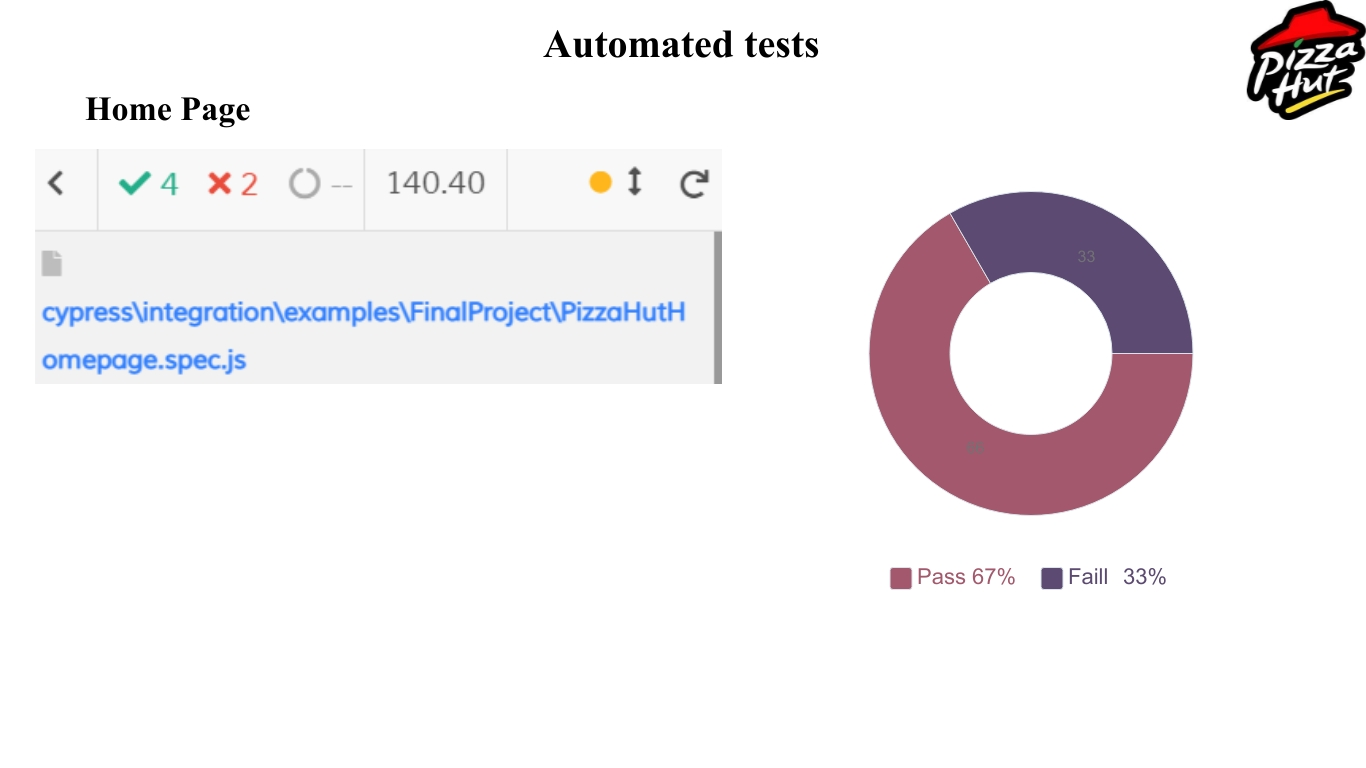 Automated tests
Pizza
Hut
Home Page
4 2 -- 140.40
cypress\integration\examples\FinalProject\PizzaHutH
omepage.spec.js
33
Pass 67% Faill 33%